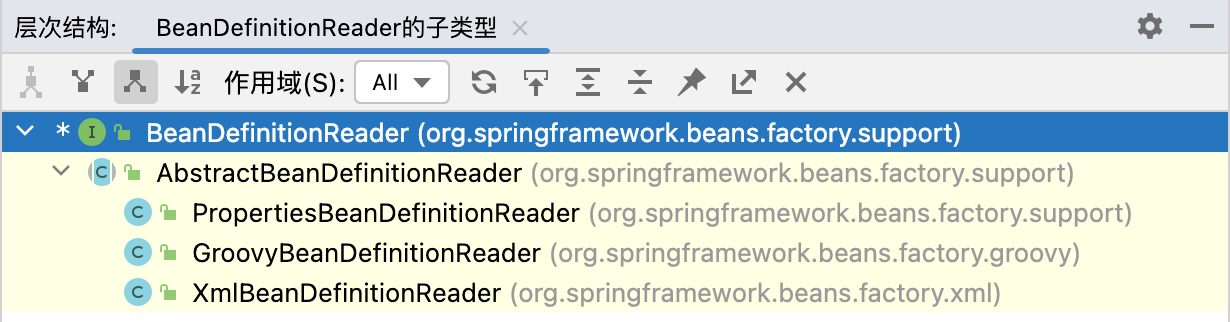 层次结构: BeanDefinitionReader的子类型
作用域(S): All
* I BeanDefinitionReader (org.springframework.beans.factory.support)
C AbstractBeanDefinitionReader (org.springframework.beans.factory.support)
C PropertiesBeanDefinitionReader (org.springframework.beans.factory.support)
C GroovyBeanDefinitionReader (org.springframework.beans.factory.groovy)
C XmlBeanDefinitionReader (org.springframework.beans.factory.xml)